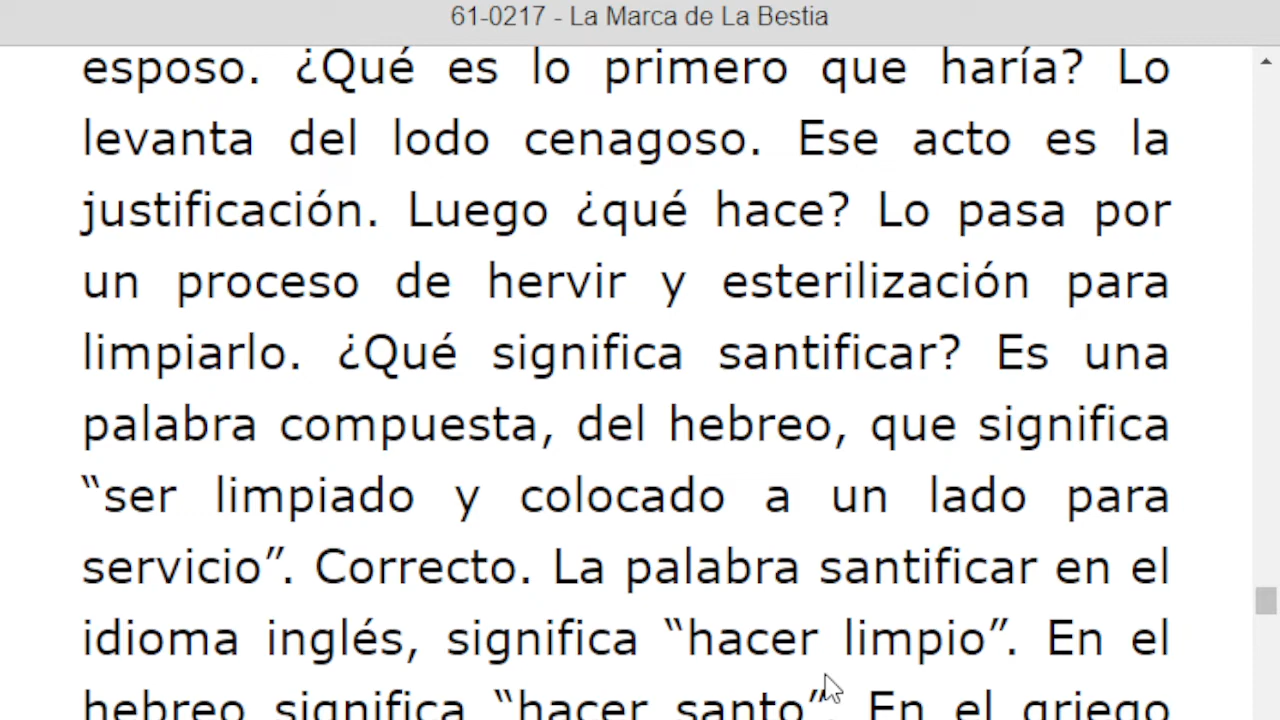 61-0217 - La Marca de La Bestia
esposo. ¿Qué es lo primero que haría? Lo
levanta del lodo cenagoso. Ese acto es la
justificación. Luego ¿qué hace? Lo pasa por
un proceso de hervir y esterilización para
limpiarlo. ¿Qué significa santificar? Es una
palabra compuesta, del hebreo, que significa
“ser limpiado y colocado a un lado para
servicio”. Correcto. La palabra santificar en el
idioma inglés, significa “hacer limpio”. En el
hebreo significa “hacer santo”. En el griego